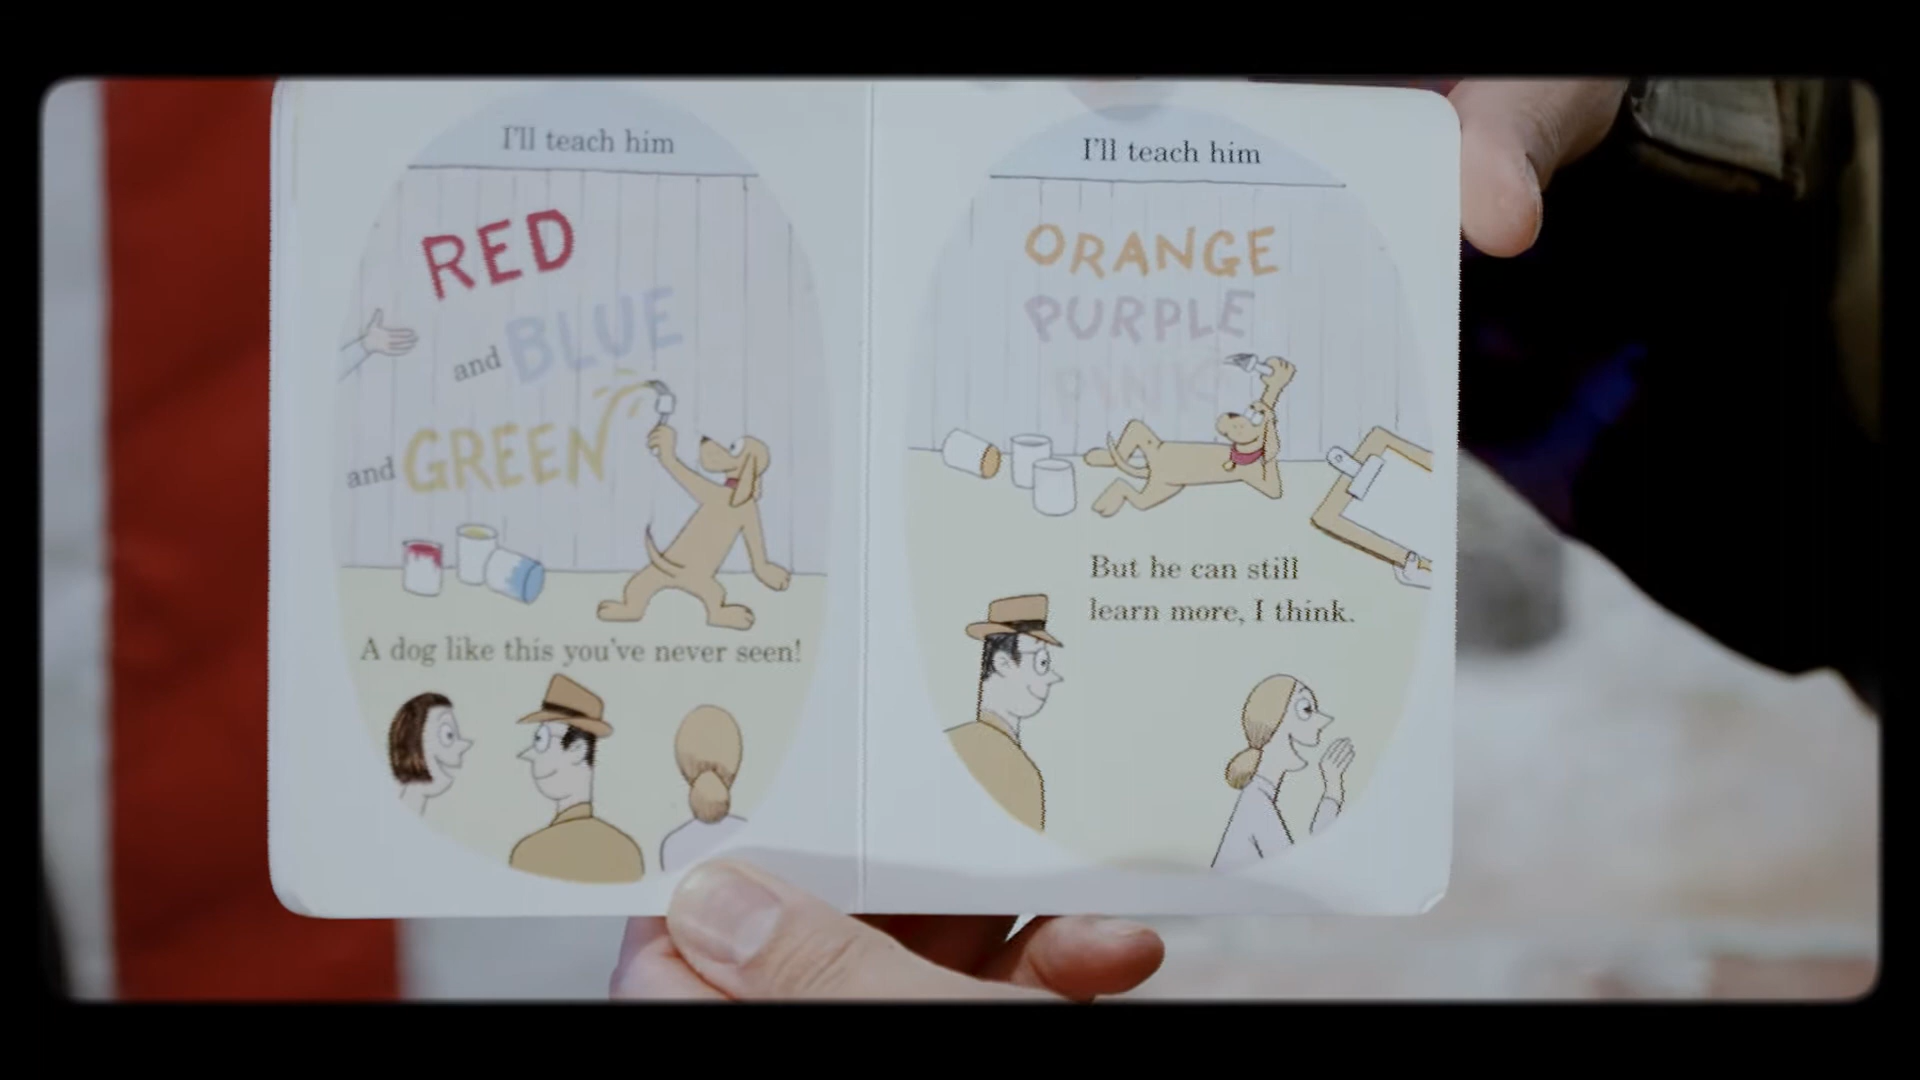 I'll teach him
RED
and BLUE
and GREEN
A dog like this you've never seen!
I'll teach him
ORANGE
PURPLE
PINK
But he can still
learn more, I think.